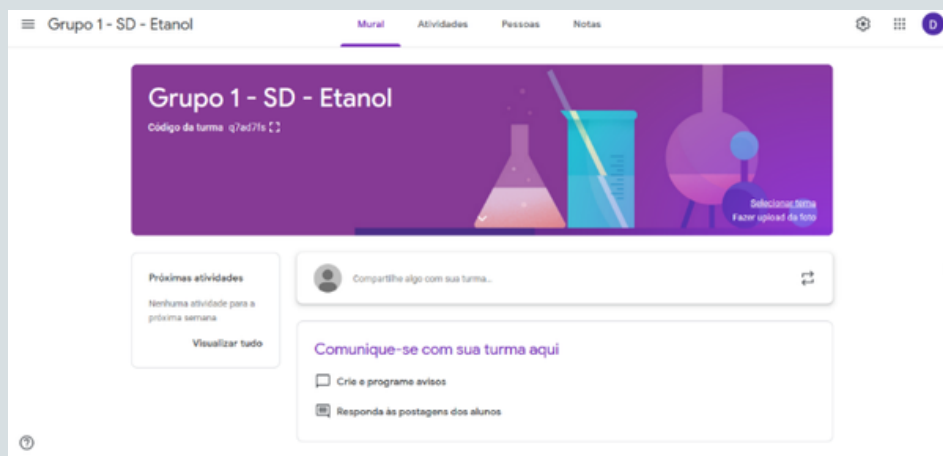 Grupo 1 - SD - Etanol
Mural Atividades Pessoas Notas
D
Grupo 1 - SD - Etanol
Código da turma q7ad7fs
Selecionar tema
Fazer upload da foto
Próximas atividades
Nenhuma atividade para a
próxima semana.
Visualizar tudo
Compartilhe algo com sua turma...
Comunique-se com sua turma aqui
Crie e programe avisos
Responda às postagens dos alunos